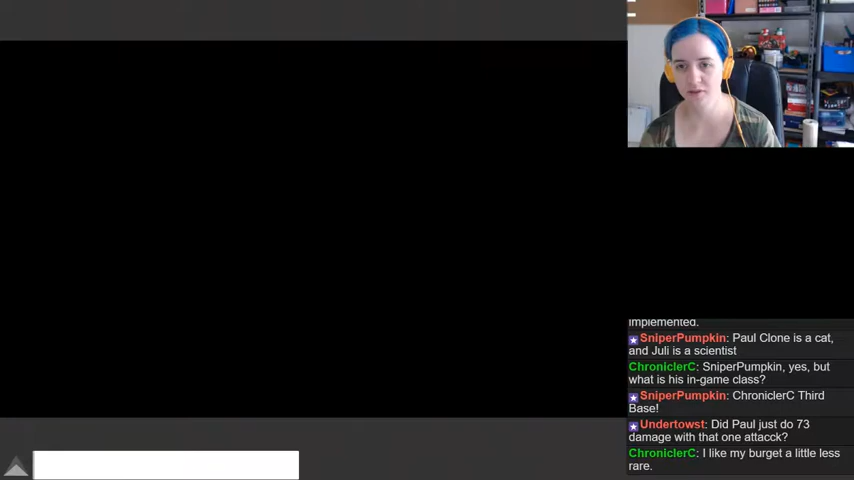 implemented.
SniperPumpkin: Paul Clone is a cat,
and Juli is a scientist
ChroniclerC: SniperPumpkin, yes, but
what is his in-game class?
SniperPumpkin: ChroniclerC Third
Base!
Undertowst: Did Paul just do 73
damage with that one attacck?
ChroniclerC: I like my burget a little less
rare.